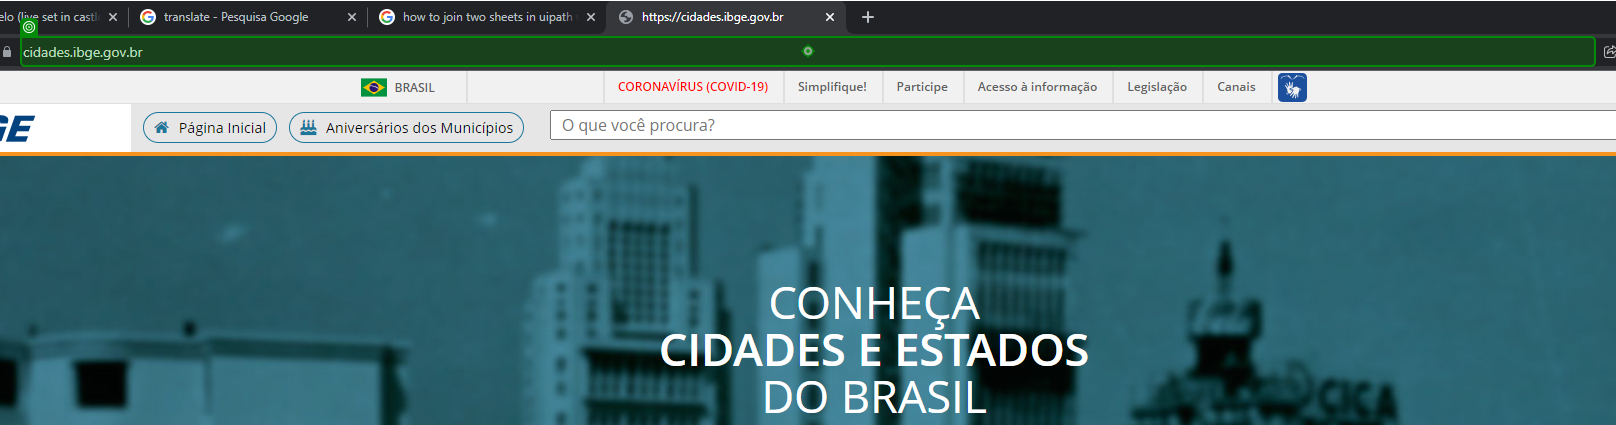 elo (live set in castl
translate - Pesquisa Google
how to join two sheets in uipath
https://cidades.ibge.gov.br
cidades.ibge.gov.br
BRASIL
CORONAVÍRUS (COVID-19)
Simplifique!
Participe
Acesso à informação
Legislação
Canais
GE
Página Inicial
Aniversários dos Municípios
O que você procura?
CONHEÇA
CIDADES E ESTADOS
DO BRASIL
CICA